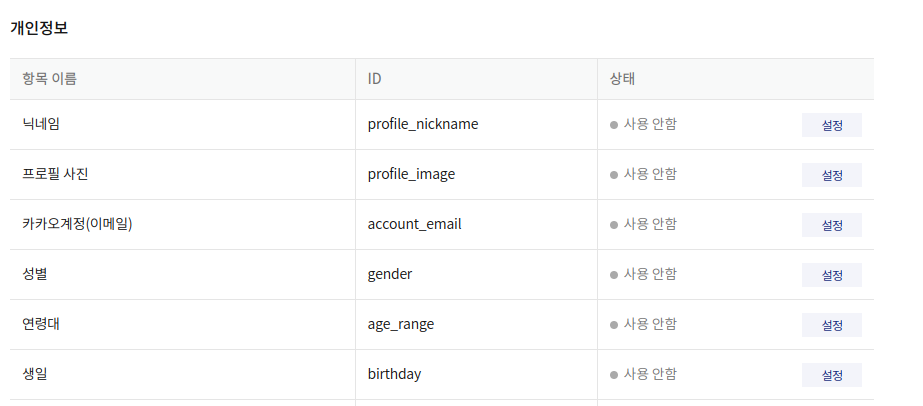 개인정보
항목 이름 ID 상태
닉네임 profile_nickname 사용 안함 설정
프로필 사진 profile_image 사용 안함 설정
카카오계정(이메일) account_email 사용 안함 설정
성별 gender 사용 안함 설정
연령대 age_range 사용 안함 설정
생일 birthday 사용 안함 설정